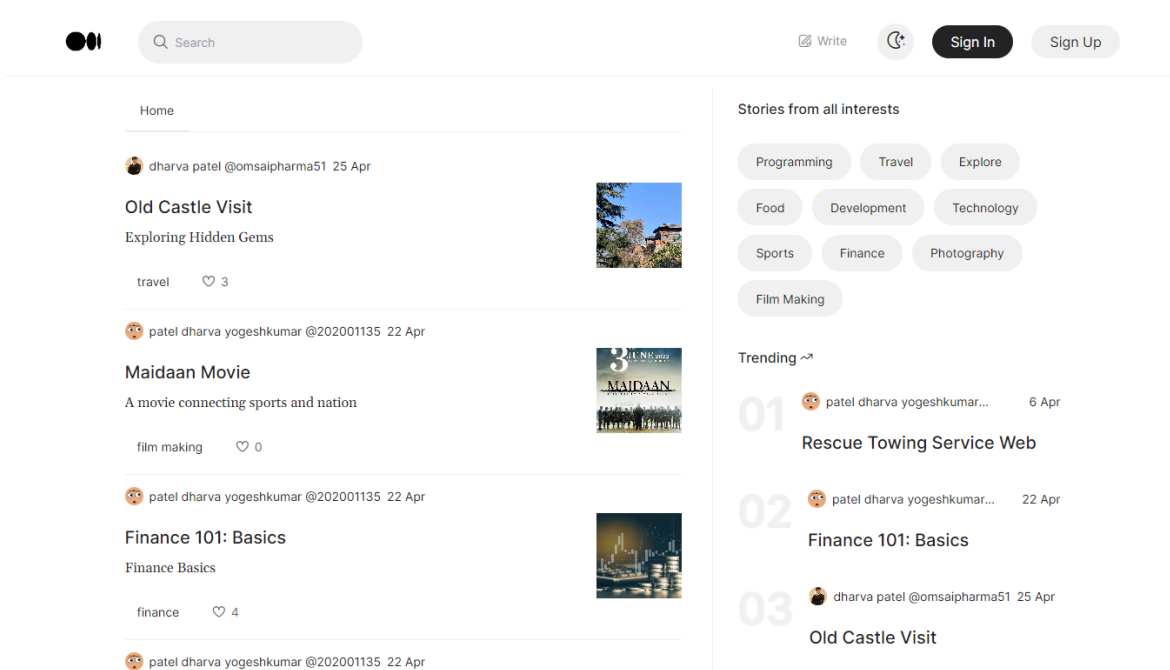 Search
Write
Sign In
Sign Up
Home
dharva patel @omsaipharma51 25 Apr
Old Castle Visit
Exploring Hidden Gems
travel
3
patel dharva yogeshkumar @202001135 22 Apr
Maidaan Movie
A movie connecting sports and nation
3 JUNE 2022
MAIDAAN
film making
0
patel dharva yogeshkumar @202001135 22 Apr
Finance 101: Basics
Finance Basics
finance
4
patel dharva yogeshkumar @202001135 22 Apr
Stories from all interests
Programming
Travel
Explore
Food
Development
Technology
Sports
Finance
Photography
Film Making
Trending
01
patel dharva yogeshkumar... 6 Apr
Rescue Towing Service Web
02
patel dharva yogeshkumar... 22 Apr
Finance 101: Basics
03
dharva patel @omsaipharma51 25 Apr
Old Castle Visit